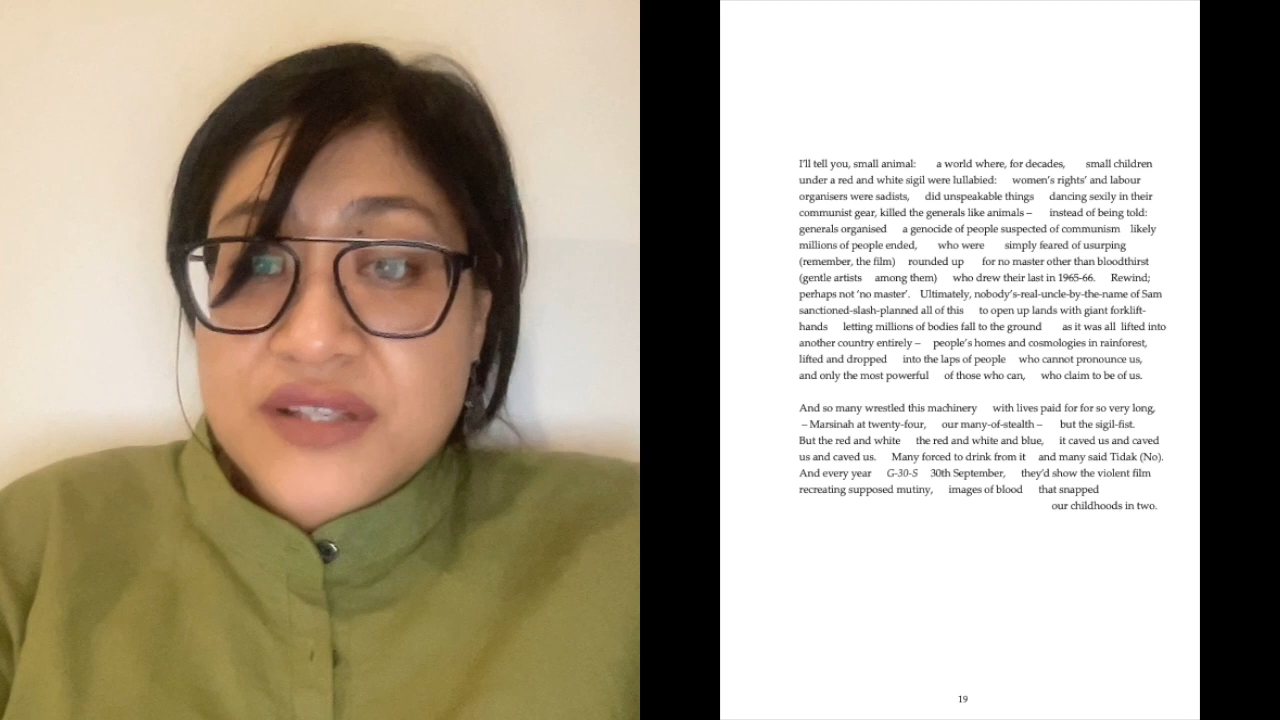 I'll tell you, small animal: a world where, for decades, small children
under a red and white sigil were lullabied: women's rights' and labour
organisers were sadists, did unspeakable things dancing sexily in their
communist gear, killed the generals like animals – instead of being told:
generals organised a genocide of people suspected of communism likely
millions of people ended, who were simply feared of usurping
(remember, the film) rounded up for no master other than bloodthirst
(gentle artists among them) who drew their last in 1965-66. Rewind;
perhaps not 'no master'. Ultimately, nobody's-real-uncle-by-the-name of Sam
sanctioned-slash-planned all of this to open up lands with giant forklift-
hands letting millions of bodies fall to the ground as it was all lifted into
another country entirely – people's homes and cosmologies in rainforest,
lifted and dropped into the laps of people who cannot pronounce us,
and only the most powerful of those who can, who claim to be of us.
And so many wrestled this machinery with lives paid for for so very long,
– Marsinah at twenty-four, our many-of-stealth – but the sigil-fist.
But the red and white the red and white and blue, it caved us and caved
us and caved us. Many forced to drink from it and many said Tidak (No).
And every year G-30-S 30th September, they'd show the violent film
recreating supposed mutiny, images of blood that snapped
our childhoods in two.
19